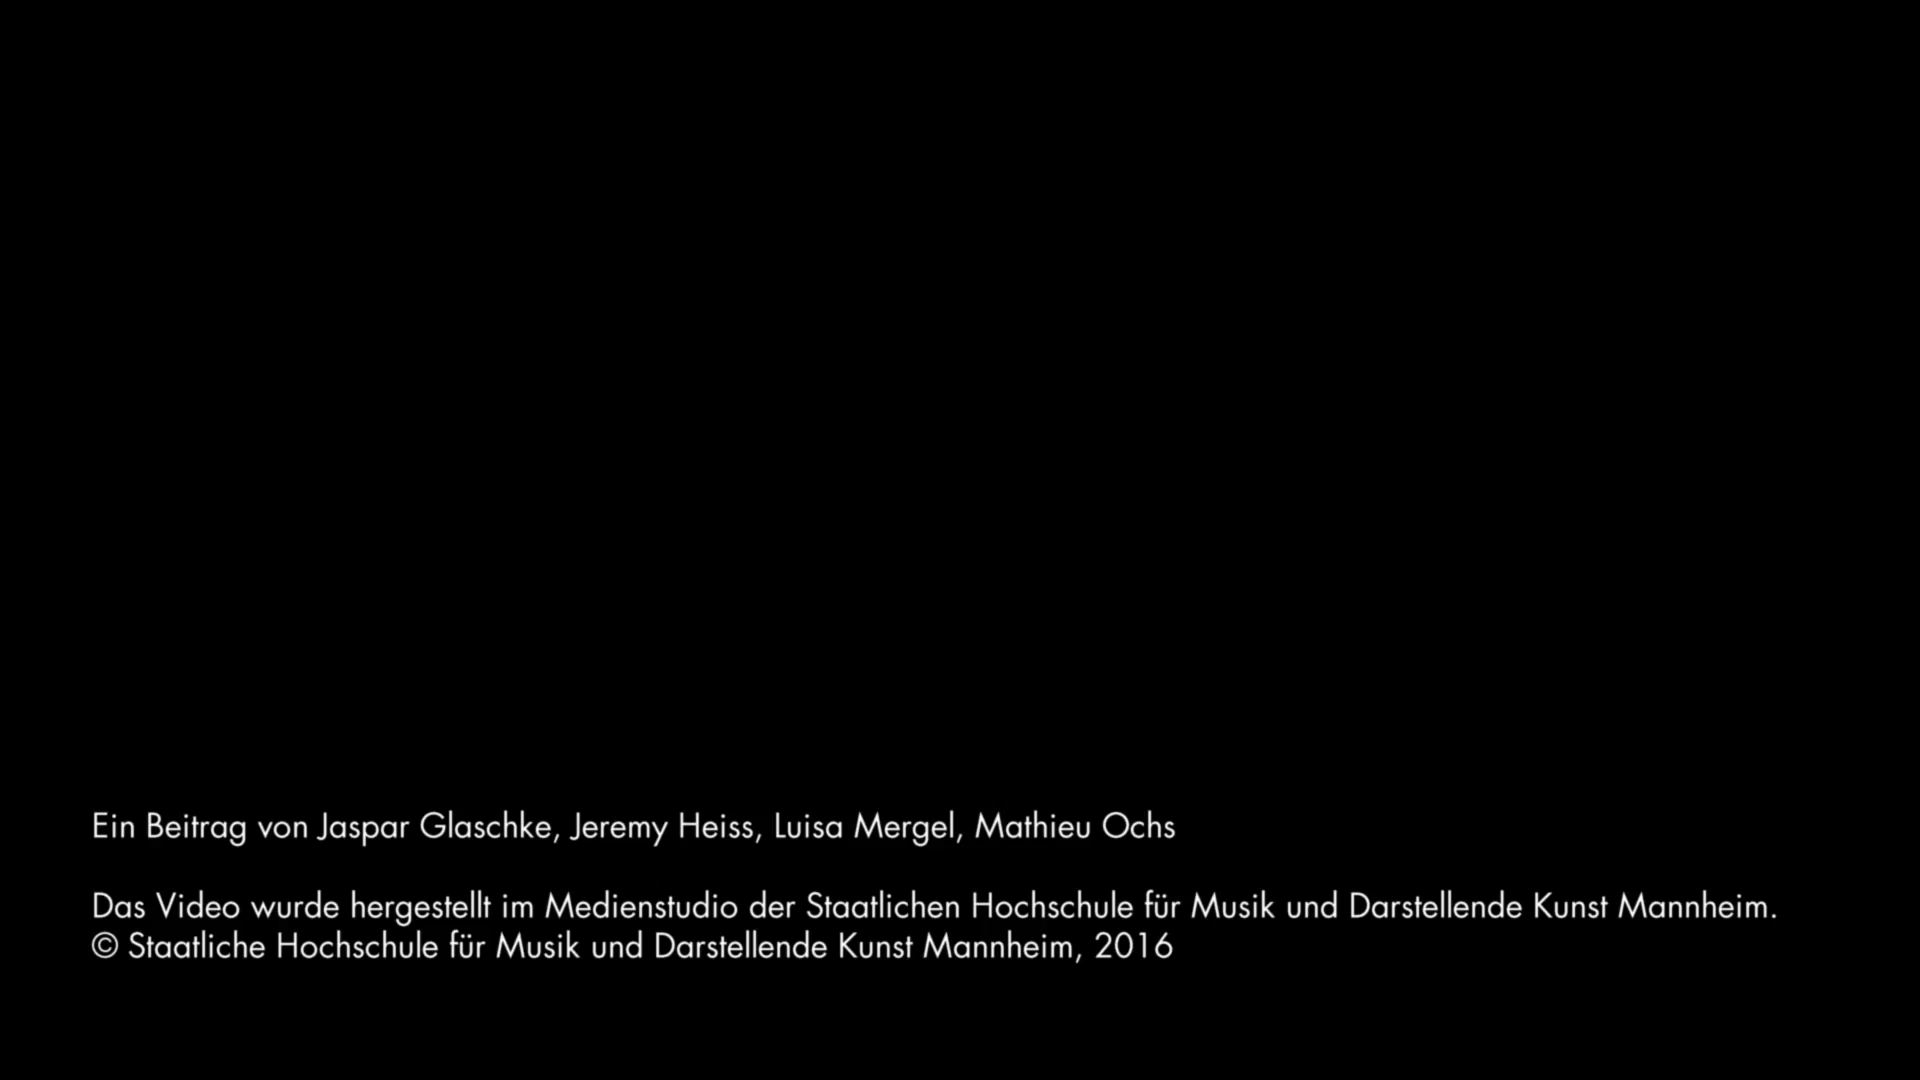 Ein Beitrag von Jaspar Glaschke, Jeremy Heiss, Luisa Mergel, Mathieu Ochs
Das Video wurde hergestellt im Medienstudio der Staatlichen Hochschule für Musik und Darstellende Kunst Mannheim.
© Staatliche Hochschule für Musik und Darstellende Kunst Mannheim, 2016